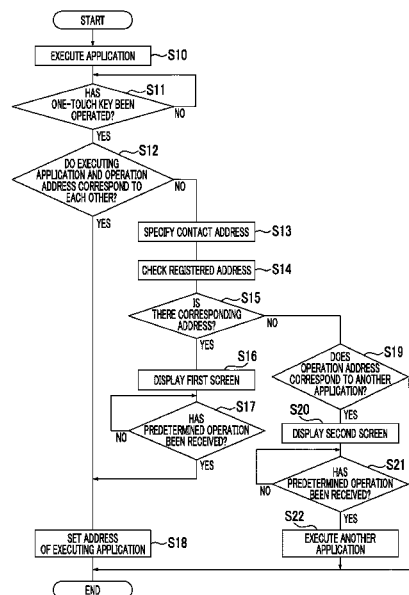 START
EXECUTE APPLICATION
S10
HAS
ONE-TOUCH KEY BEEN
OPERATED?
S11
NO
YES
DO EXECUTING
APPLICATION AND OPERATION
ADDRESS CORRESPOND TO
EACH OTHER?
S12
NO
YES
SPECIFY CONTACT ADDRESS
S13
CHECK REGISTERED ADDRESS
S14
IS
THERE CORRESPONDING
ADDRESS?
S15
NO
YES
DISPLAY FIRST SCREEN
S16
HAS
PREDETERMINED OPERATION
BEEN RECEIVED?
S17
NO
YES
DOES
OPERATION ADDRESS
CORRESPOND TO ANOTHER
APPLICATION?
S19
YES
S20
DISPLAY SECOND SCREEN
HAS
PREDETERMINED OPERATION
BEEN RECEIVED?
S21
NO
YES
S22
EXECUTE ANOTHER
APPLICATION
SET ADDRESS
OF EXECUTING APPLICATION
S18
END